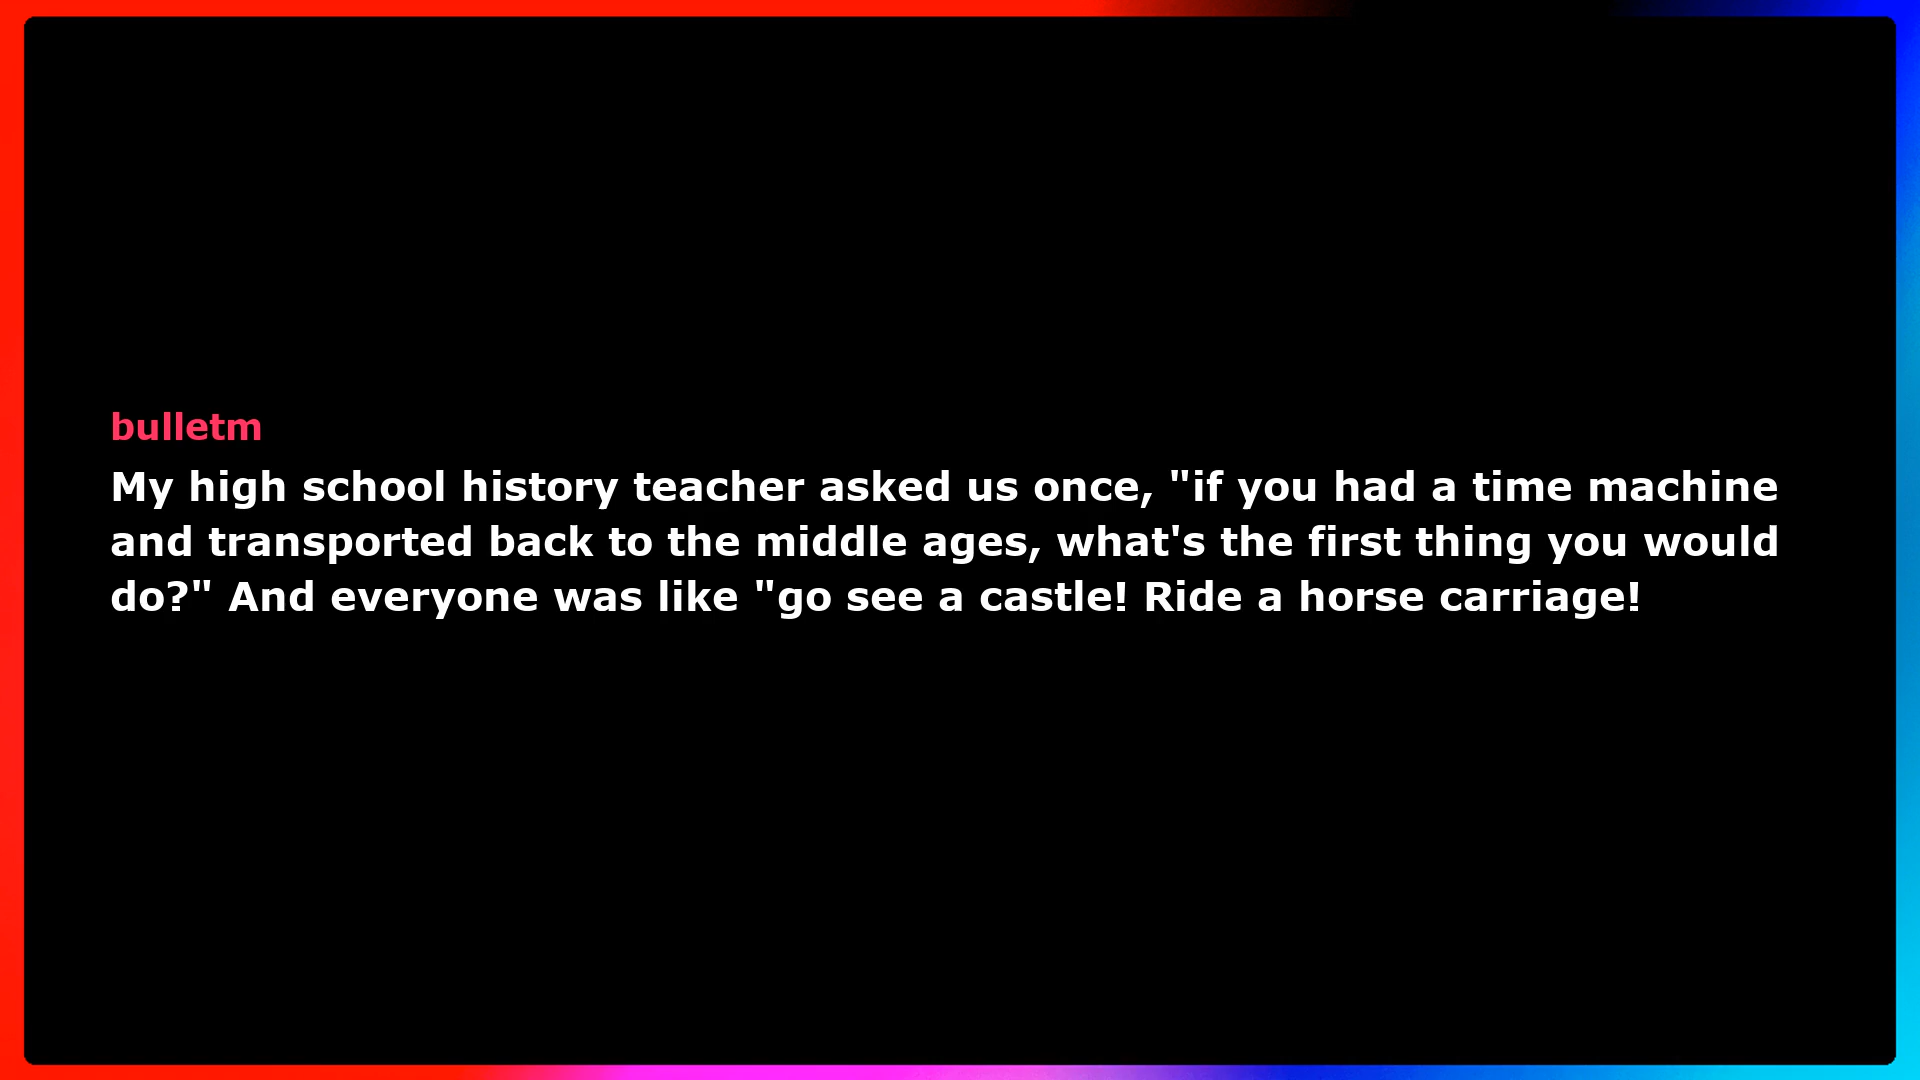 bulletm
My high school history teacher asked us once, "if you had a time machine
and transported back to the middle ages, what's the first thing you would
do?" And everyone was like "go see a castle! Ride a horse carriage!